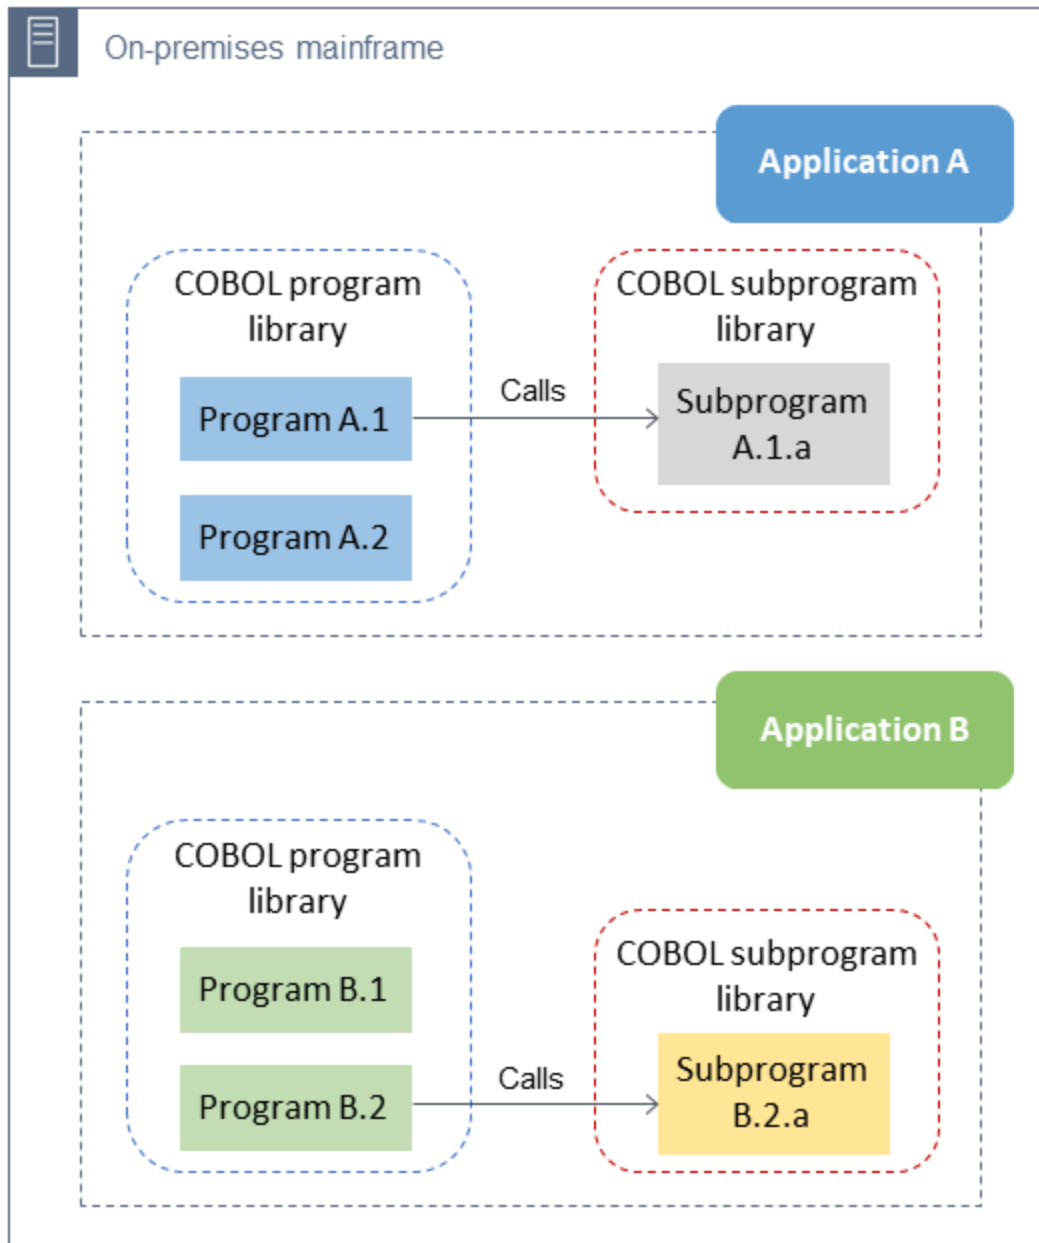 On-premises mainframe
Application A
COBOL program
library
COBOL subprogram
library
Program A.1
Calls
Subprogram
A.1.a
Program A.2
Application B
COBOL program
library
COBOL subprogram
library
Program B.1
Program B.2
Calls
Subprogram
B.2.a